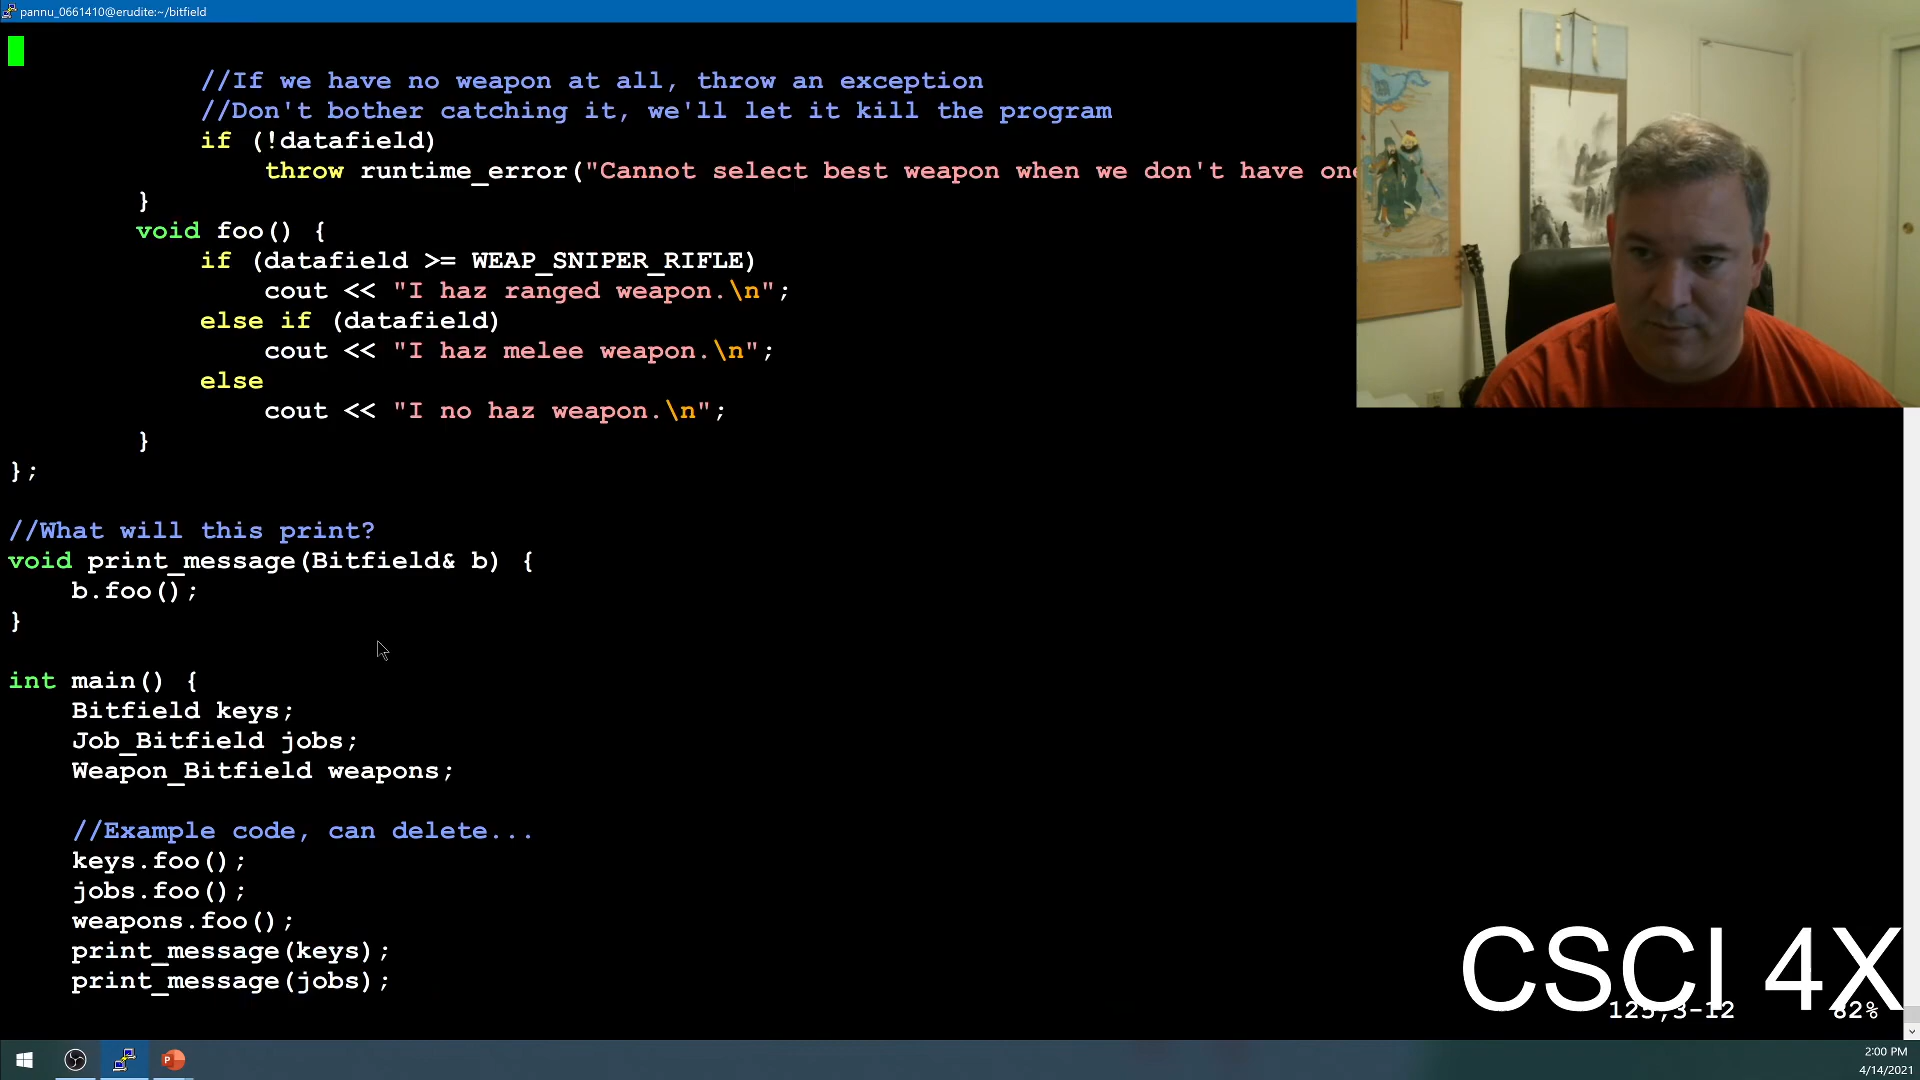 pannu_0661410@erudite:~/bitfield
//If we have no weapon at all, throw an exception
//Don't bother catching it, we'll let it kill the program
if (!datafield)
throw runtime_error("Cannot select best weapon when we don't have one
}
void foo() {
if (datafield >= WEAP_SNIPER_RIFLE)
cout << "I haz ranged weapon.\n";
else if (datafield)
cout << "I haz melee weapon.\n";
else
cout << "I no haz weapon.\n";
}
};
//What will this print?
void print_message(Bitfield& b) {
b.foo();
}
int main() {
Bitfield keys;
Job_Bitfield jobs;
Weapon_Bitfield weapons;
//Example code, can delete...
keys.foo();
jobs.foo();
weapons.foo();
print_message(keys);
print_message(jobs);
CSCI 4X
125,3-12 82%
2:00 PM
4/14/2021